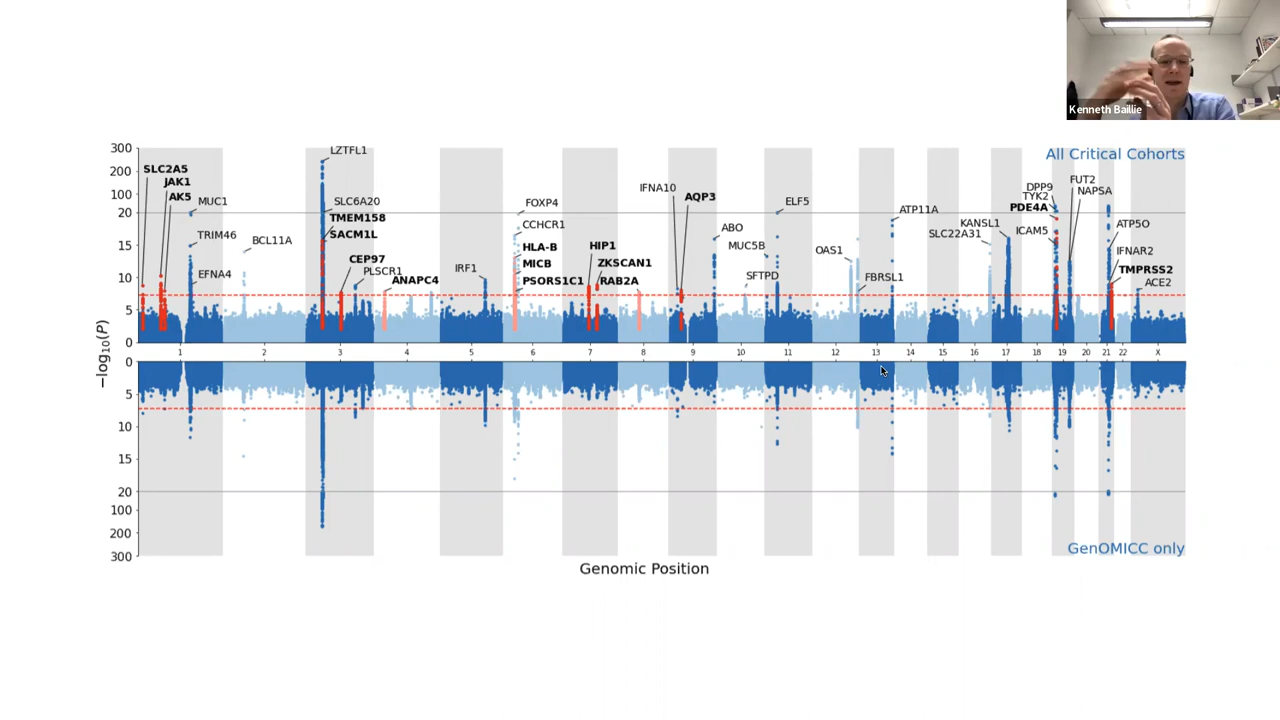 Kenneth Baillie
All Critical Cohorts
300
200
100
20
15
10
5
0
−log10(P)
SLC2A5
JAK1
AK5
MUC1
TRIM46
EFNA4
BCL11A
LZTFL1
SLC6A20
TMEM158
SACM1L
CEP97
PLSCR1
ANAPC4
IRF1
FOXP4
CCHCR1
HLA-B
MICB
PSORS1C1
HIP1
ZKSCAN1
RAB2A
IFNA10
AQP3
ABO
MUC5B
SFTPD
ELF5
OAS1
FBRSL1
ATP11A
KANSL1
SLC22A31
DPP9
TYK2
PDE4A
ICAM5
FUT2
NAPSA
ATP5O
IFNAR2
TMPRSS2
ACE2
1 2 3 4 5 6 7 8 9 10 11 12 13 14 15 16 17 18 19 20 21 22 X
0
5
10
15
20
100
200
300
GenOMICC only
Genomic Position